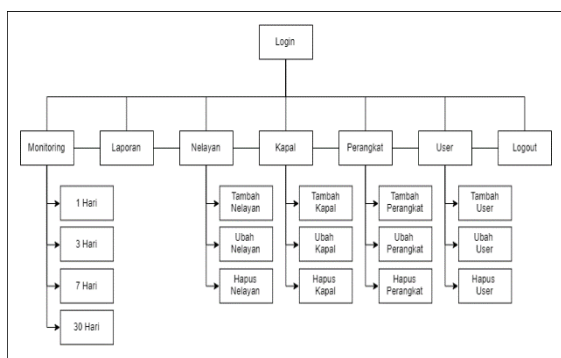 Login
Monitoring
Laporan
Nelayan
Kapal
Perangkat
User
Logout
1 Hari
3 Hari
7 Hari
30 Hari
Tambah
Nelayan
Ubah
Nelayan
Hapus
Nelayan
Tambah
Kapal
Ubah
Kapal
Hapus
Kapal
Tambah
Perangkat
Ubah
Perangkat
Hapus
Perangkat
Tambah
User
Ubah
User
Hapus
User